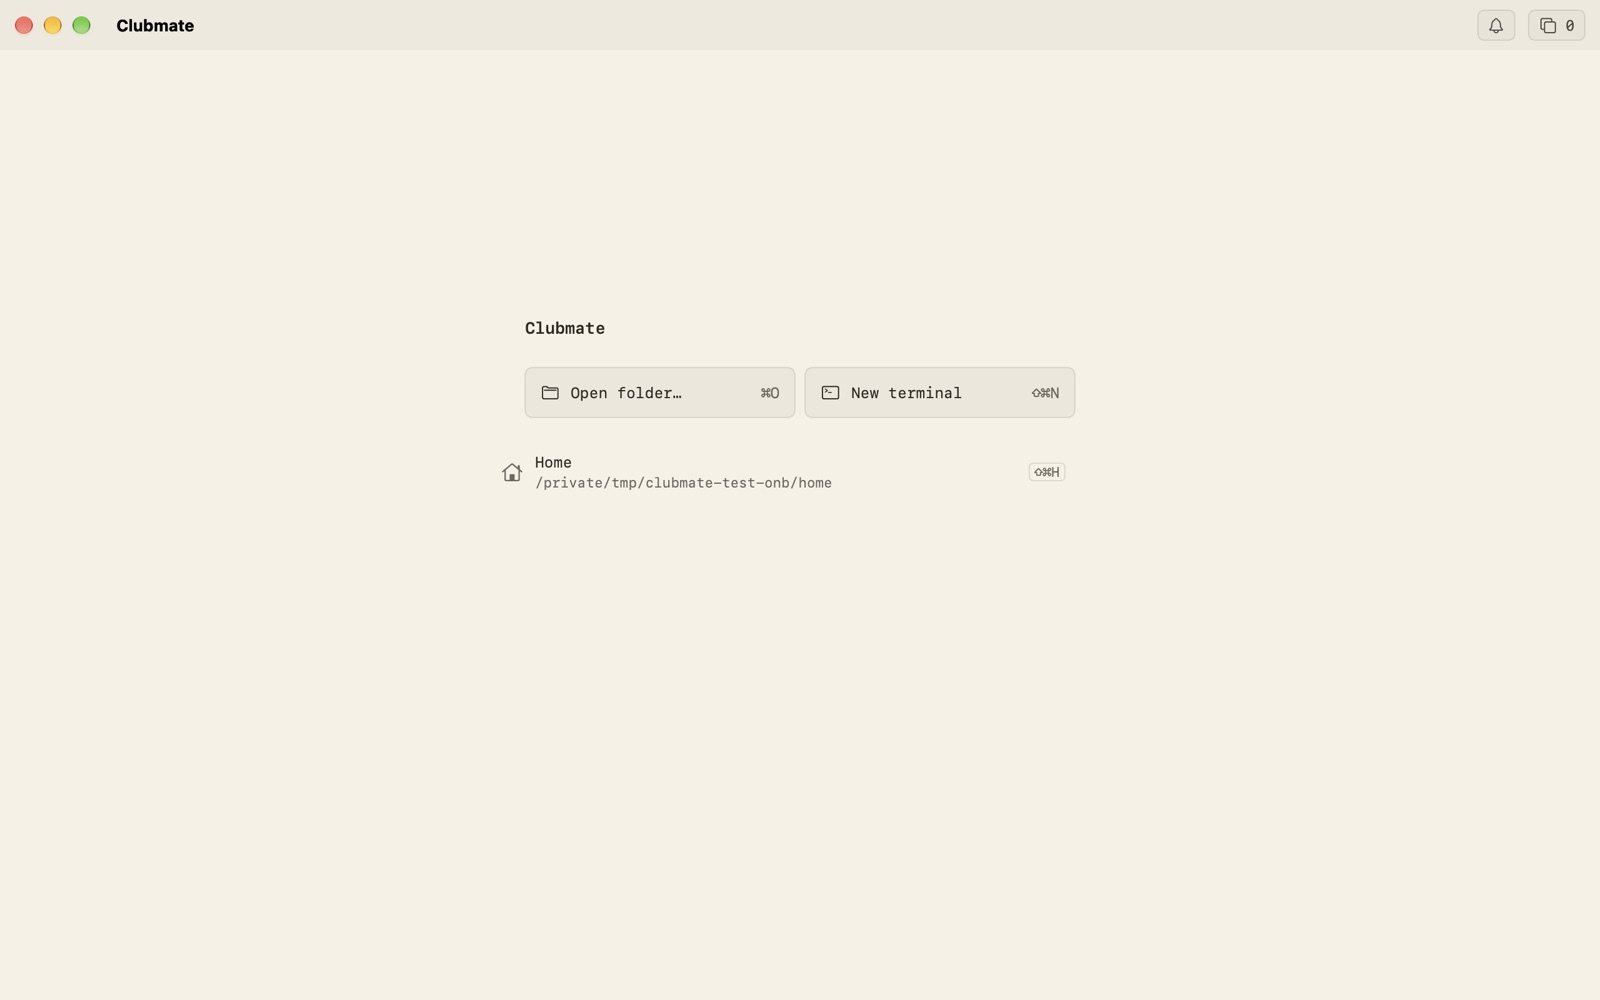 Clubmate
0
Clubmate
Open folder… ⌘O
New terminal ⇧⌘N
Home
⇧⌘H
/private/tmp/clubmate-test-onb/home